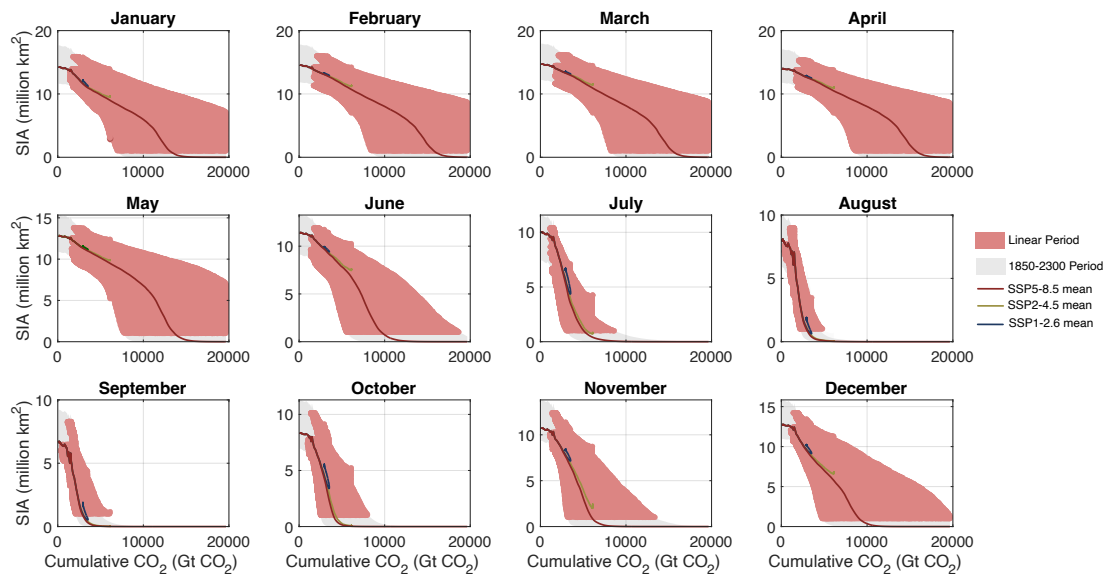 January
February
March
April
SIA (million km²)
20
10
0
0 10000 20000
20
10
0
0 10000 20000
20
10
0
0 10000 20000
20
10
0
0 10000 20000
May
June
July
August
SIA (million km²)
15
10
5
0
0 10000 20000
10
5
0
0 10000 20000
10
5
0
0 10000 20000
10
5
0
0 10000 20000
Linear Period
1850-2300 Period
SSP5-8.5 mean
SSP2-4.5 mean
SSP1-2.6 mean
September
October
November
December
SIA (million km²)
10
5
0
0 10000 20000
10
5
0
0 10000 20000
10
5
0
0 10000 20000
15
10
5
0
0 10000 20000
Cumulative CO₂ (Gt CO₂)
Cumulative CO₂ (Gt CO₂)
Cumulative CO₂ (Gt CO₂)
Cumulative CO₂ (Gt CO₂)